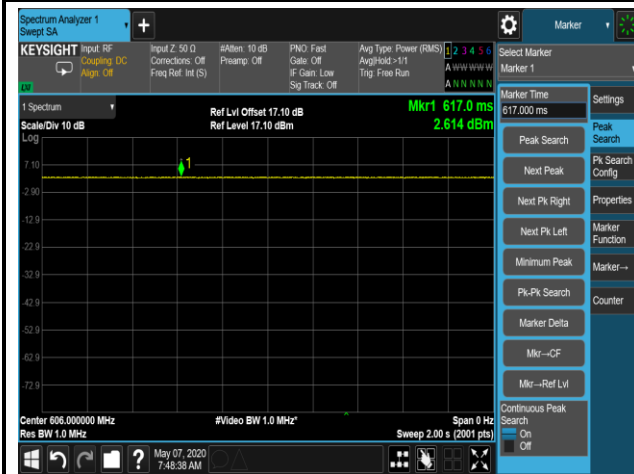 Spectrum Analyzer 1
Swept SA
Marker
KEYSIGHT
Input: RF
Coupling: DC
Align: Off
Input Z: 50 Ω
Corrections: Off
Freq Ref: Int (S)
#Atten: 10 dB
Preamp: Off
PNO: Fast
Gate: Off
IF Gain: Low
Sig Track: Off
Avg Type: Power (RMS)
Avg|Hold:>1/1
Trig: Free Run
1 2 3 4 5 6
A W W W W W
A N N N N N
Select Marker
Marker 1
1 Spectrum
Scale/Div 10 dB
Log
Ref Lvl Offset 17.10 dB
Ref Level 17.10 dBm
Mkr1 617.0 ms
2.614 dBm
1
7.10
-2.90
-12.9
-22.9
-32.9
-42.9
-52.9
-62.9
-72.9
Center 606.000000 MHz
Res BW 1.0 MHz
#Video BW 1.0 MHz*
Span 0 Hz
Sweep 2.00 s (2001 pts)
Marker Time
617.000 ms
Peak Search
Next Peak
Next Pk Right
Next Pk Left
Minimum Peak
Pk-Pk Search
Marker Delta
Mkr→CF
Mkr→Ref Lvl
Continuous Peak
Search
On
Off
Settings
Peak
Search
Pk Search
Config
Properties
Marker
Function
Marker→
Counter
May 07, 2020
7:48:38 AM